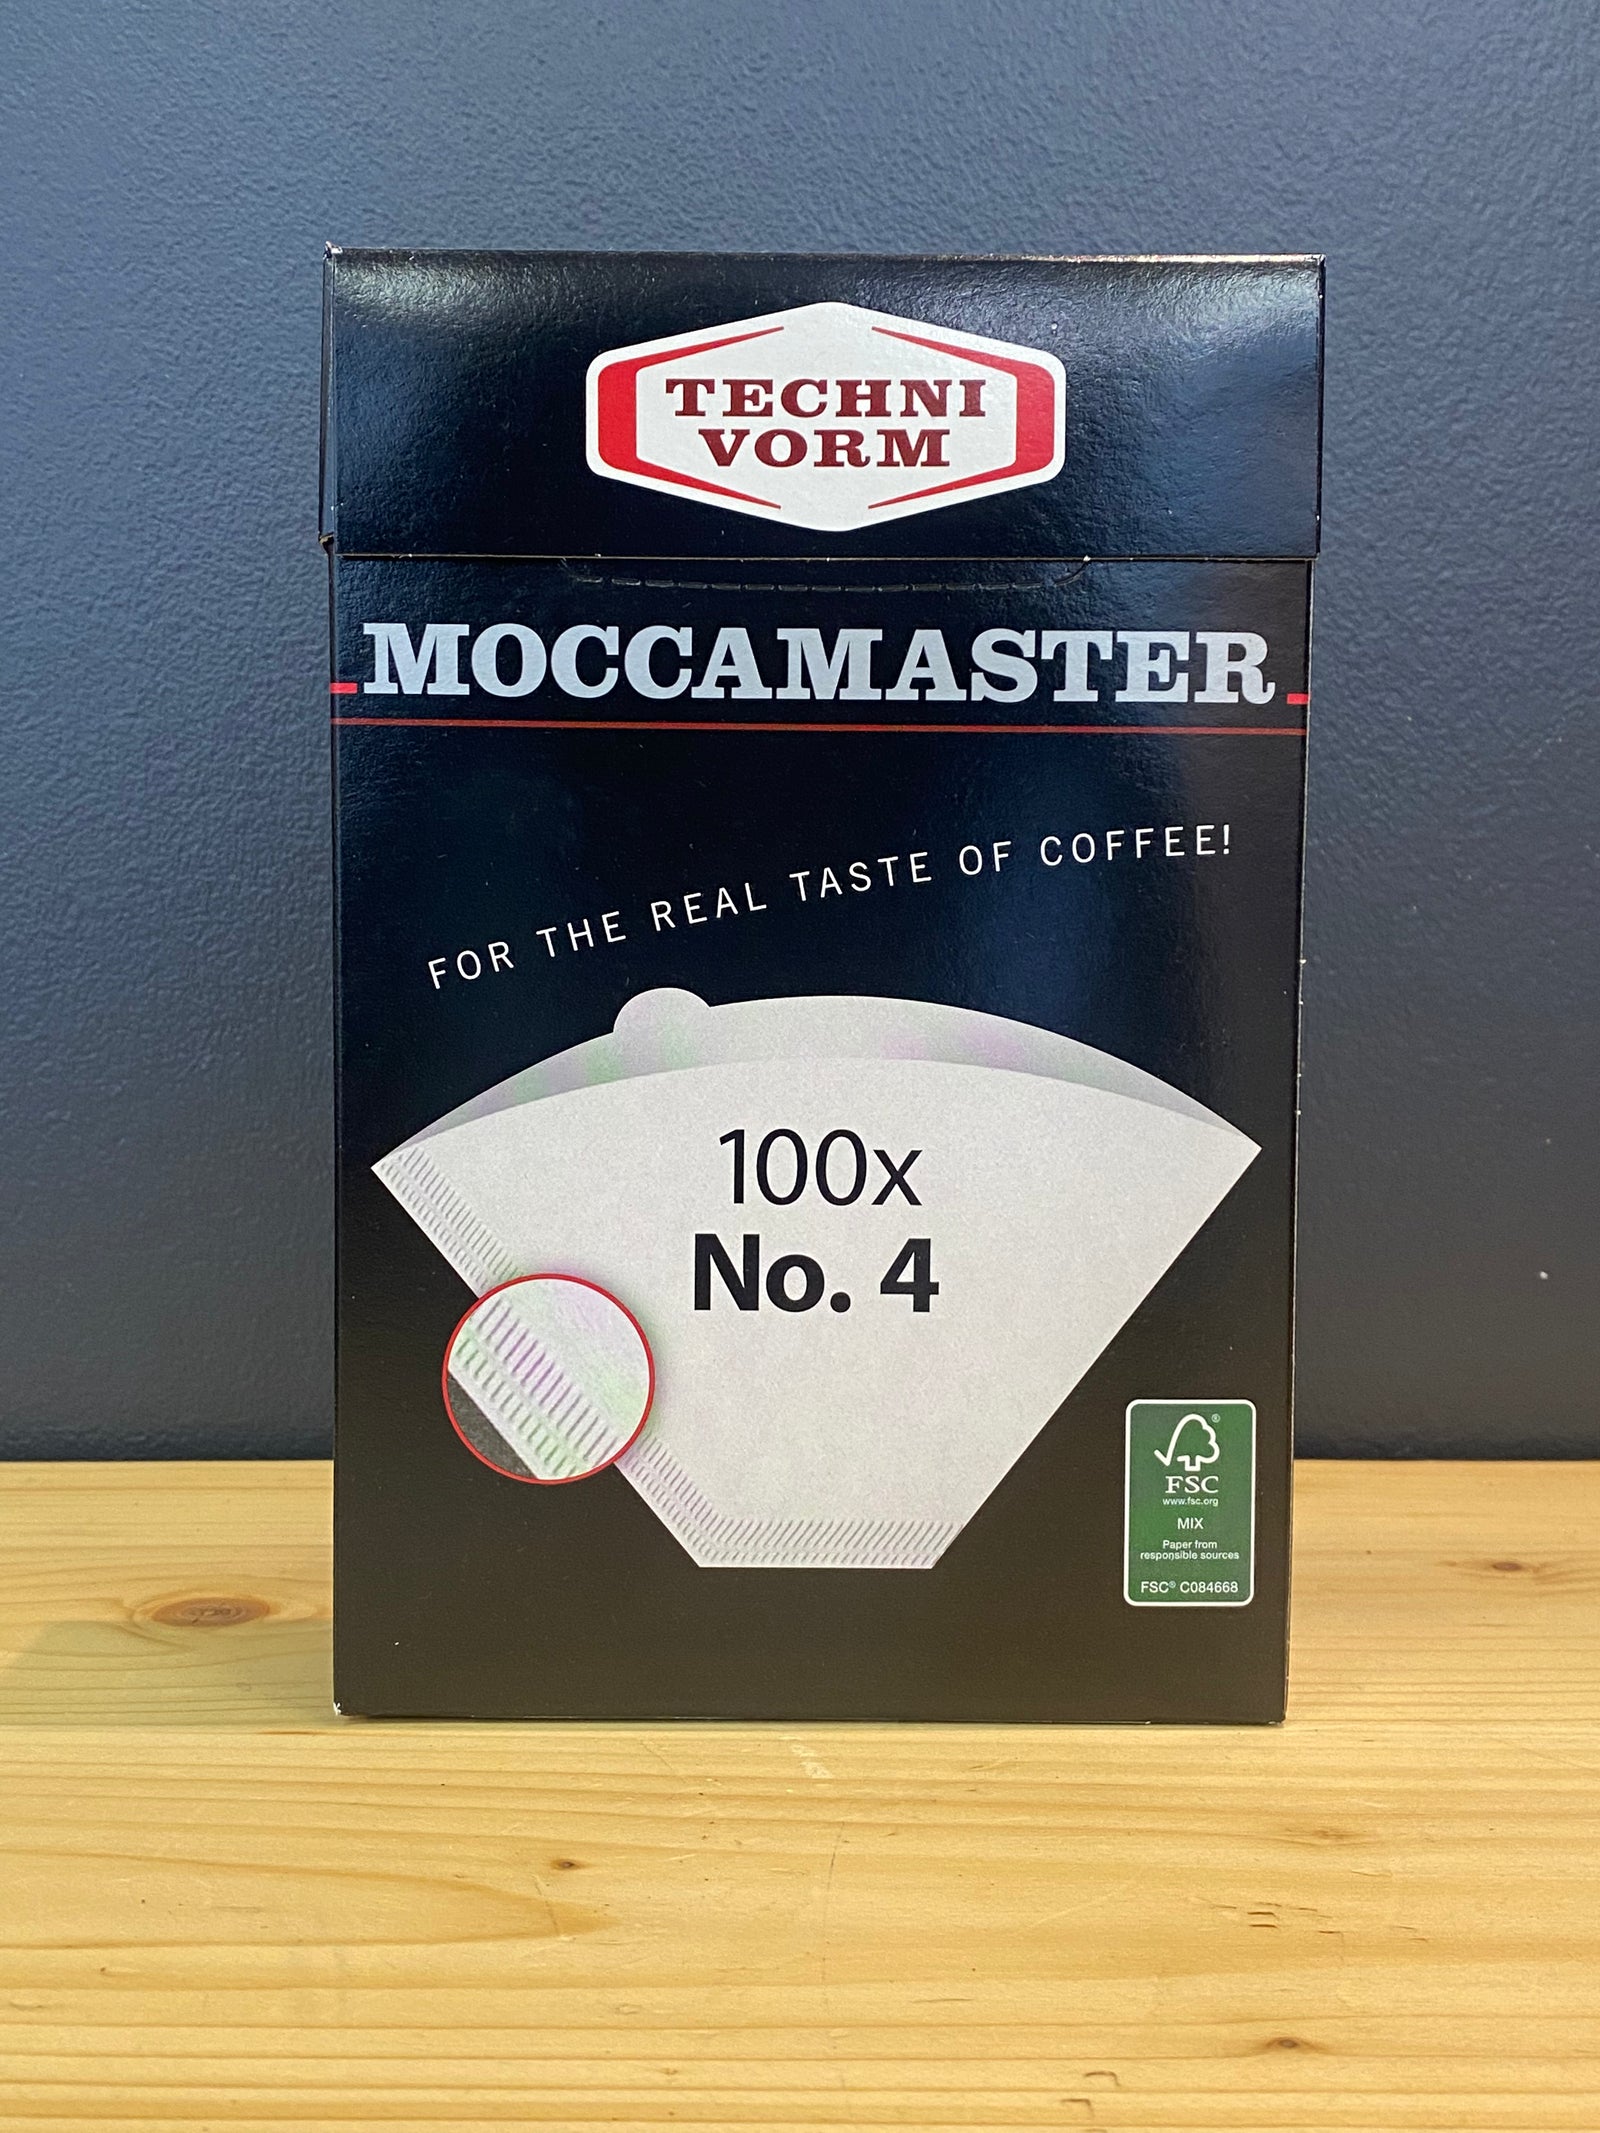 TECHNI
VORM
MOCCAMASTER
FOR THE REAL TASTE OF COFFEE!
100x
No. 4
®
FSC
www.fsc.org
MIX
Paper from
responsible sources
FSC® C084668